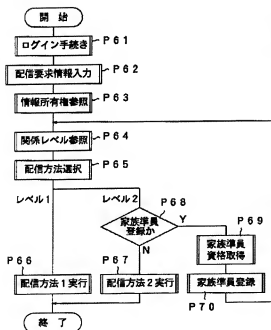 開始
ログイン手続き P61
配信要求情報入力 P62
情報所有権参照 P63
関係レベル参照 P64
配信方法選択 P65
レベル1 レベル2
P68
家族準員登録か
Y
N
P69
家族準員資格取得
P66
P67
配信方法1実行
配信方法2実行
家族準員登録
P70
終了